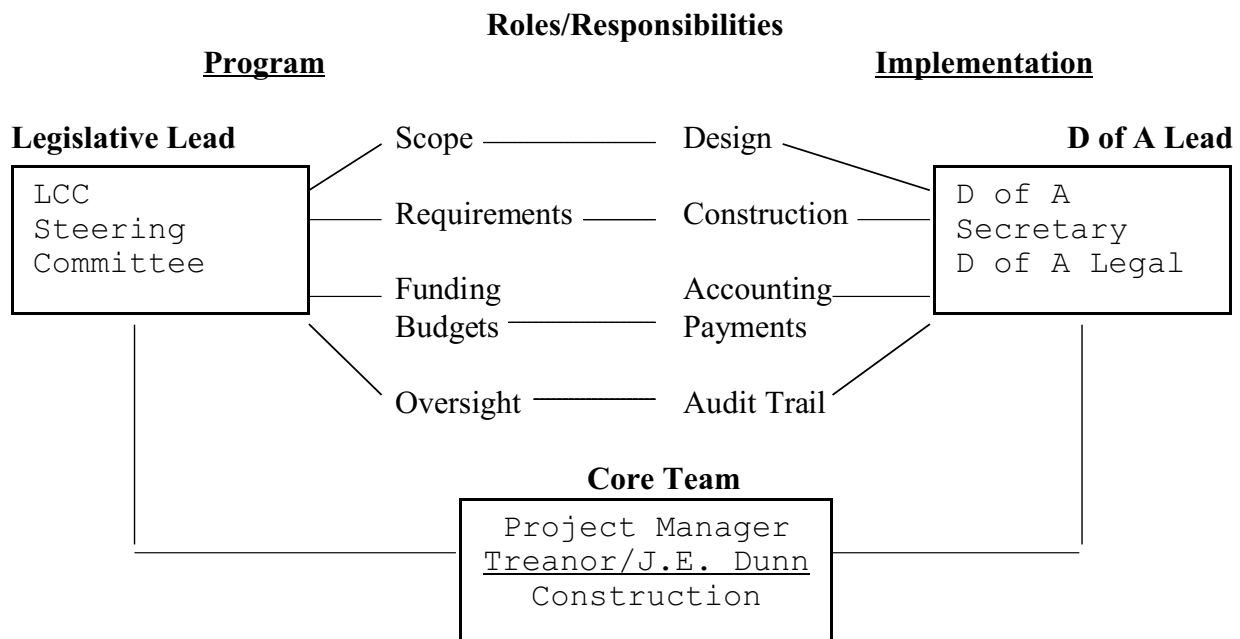 Roles/Responsibilities
Program Implementation
Legislative Lead Scope Design D of A Lead
LCC
Steering
Committee
Requirements Construction
Funding Accounting
Budgets Payments
Oversight Audit Trail
D of A
Secretary
D of A Legal
Core Team
Project Manager
Treanor/J.E. Dunn
Construction